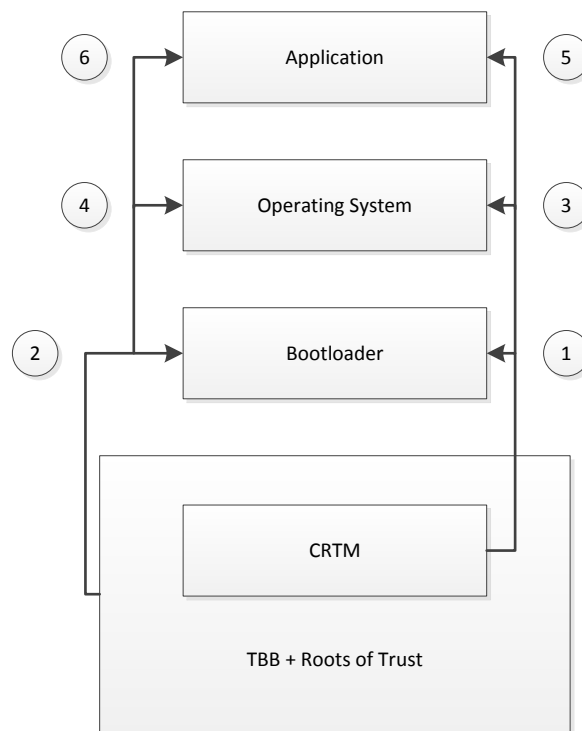 6
Application
5
4
Operating System
3
2
Bootloader
1
CRTM
TBB + Roots of Trust